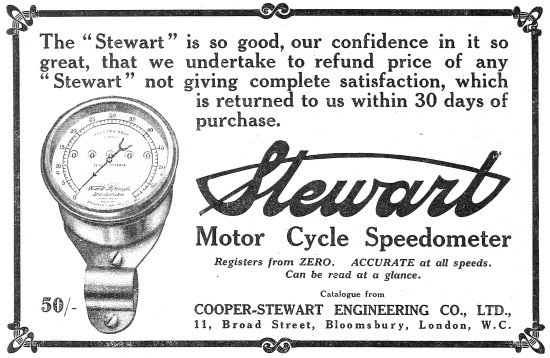 The “Stewart” is so good, our confidence in it so
great, that we undertake to refund price of any
“Stewart” not giving complete satisfaction, which
is returned to us within 30 days of
purchase.
Stewart
Motor Cycle Speedometer
Registers from ZERO. ACCURATE at all speeds.
Can be read at a glance.
Catalogue from
50/-
COOPER-STEWART ENGINEERING CO., LTD.,
11, Broad Street, Bloomsbury, London, W.C.